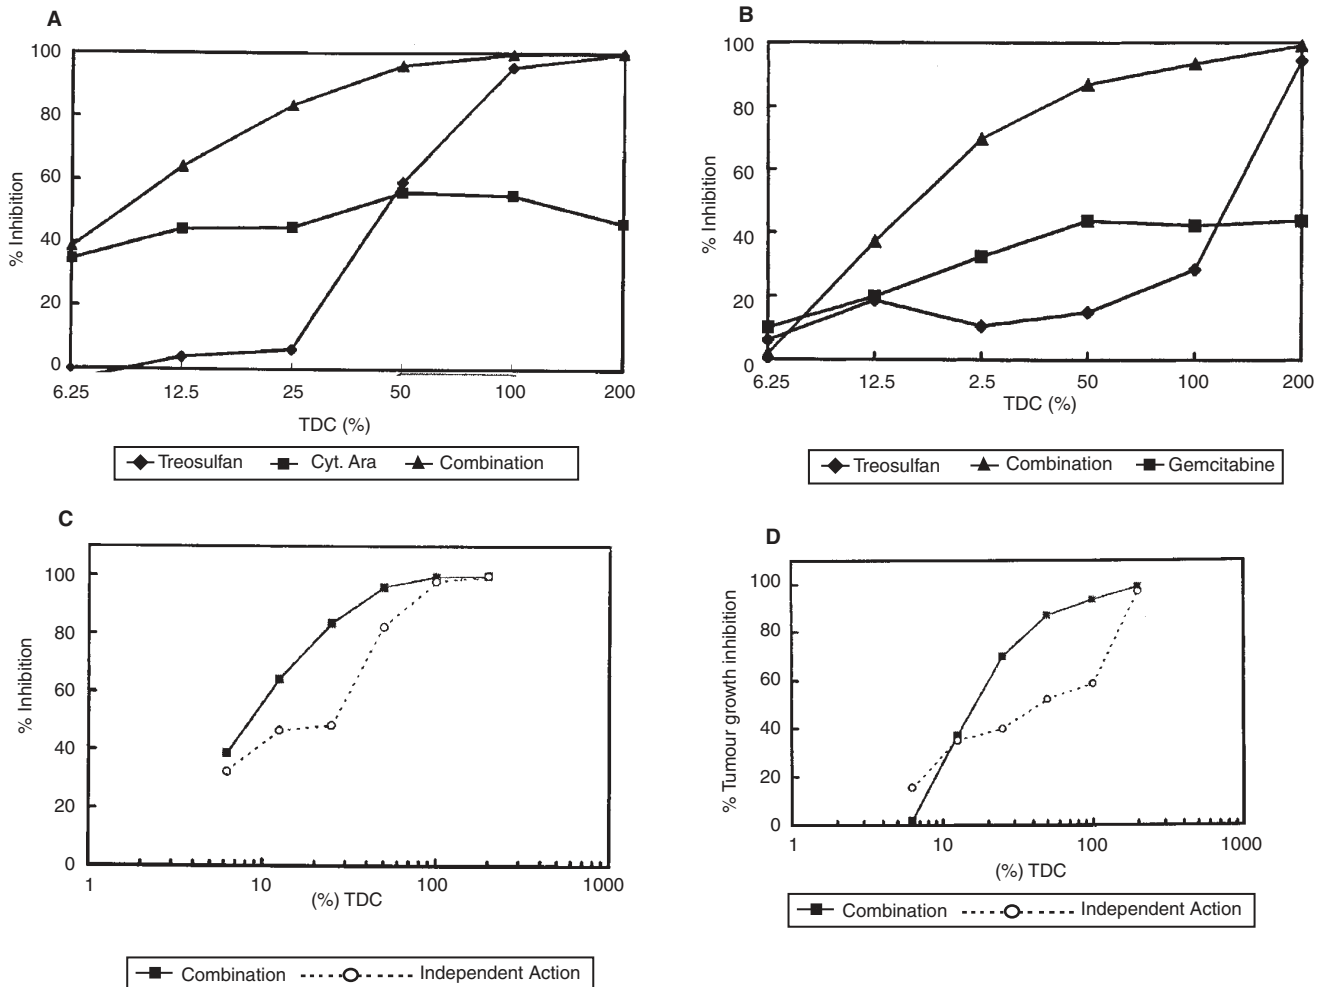 A
% Inhibition
100
80
60
40
20
0
6.25 12.5 25 50 100 200
TDC (%)
Treosulfan Cyt. Ara Combination
B
% Inhibition
100
80
60
40
20
0
6.25 12.5 2.5 50 100 200
TDC (%)
Treosulfan Combination Gemcitabine
C
% Inhibition
100
80
60
40
20
0
1 10 100 1000
(%) TDC
Combination Independent Action
D
% Tumour growth inhibition
100
80
60
40
20
0
1 10 100 1000
(%) TDC
Combination Independent Action